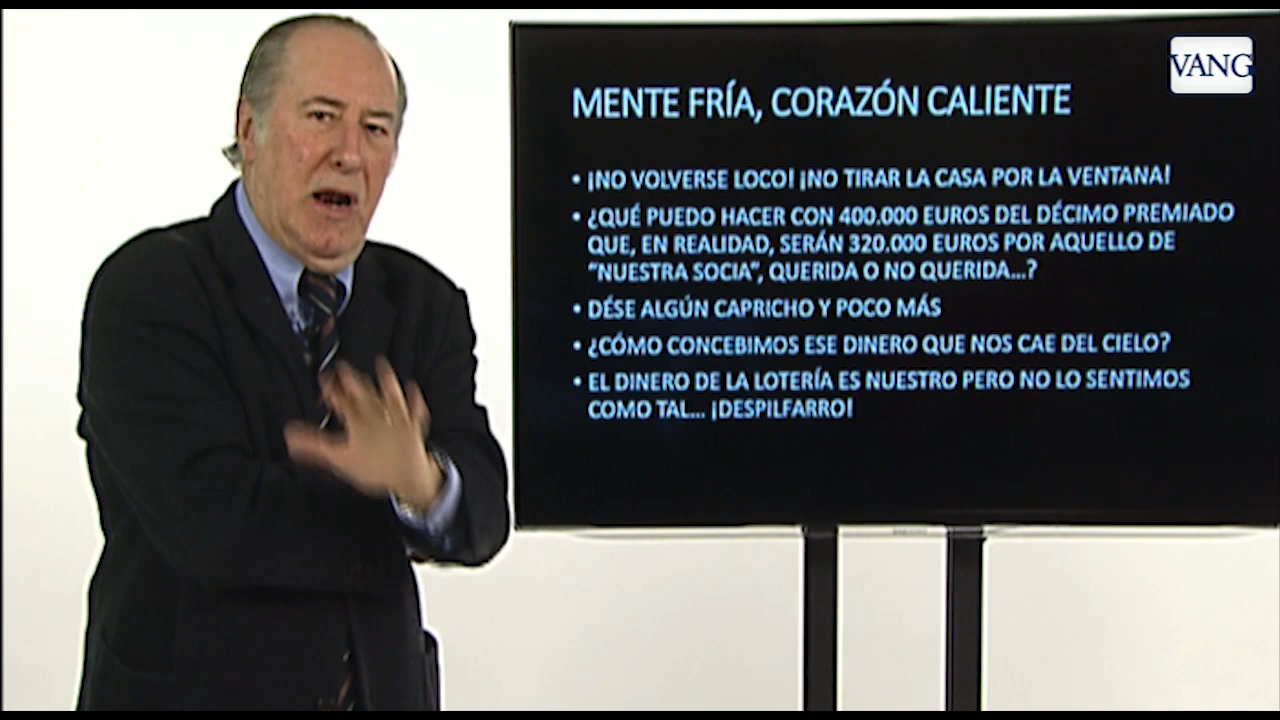 VANG
MENTE FRÍA, CORAZÓN CALIENTE
• ¡NO VOLVERSE LOCO! ¡NO TIRAR LA CASA POR LA VENTANA!
• ¿QUÉ PUEDO HACER CON 400.000 EUROS DEL DÉCIMO PREMIADO
QUE, EN REALIDAD, SERÁN 320.000 EUROS POR AQUELLO DE
“NUESTRA SOCIA”, QUERIDA O NO QUERIDA...?
• DÉSE ALGÚN CAPRICHO Y POCO MÁS
• ¿CÓMO CONCEBIMOS ESE DINERO QUE NOS CAE DEL CIELO?
• EL DINERO DE LA LOTERÍA ES NUESTRO PERO NO LO SENTIMOS
COMO TAL... ¡DESPILFARRO!